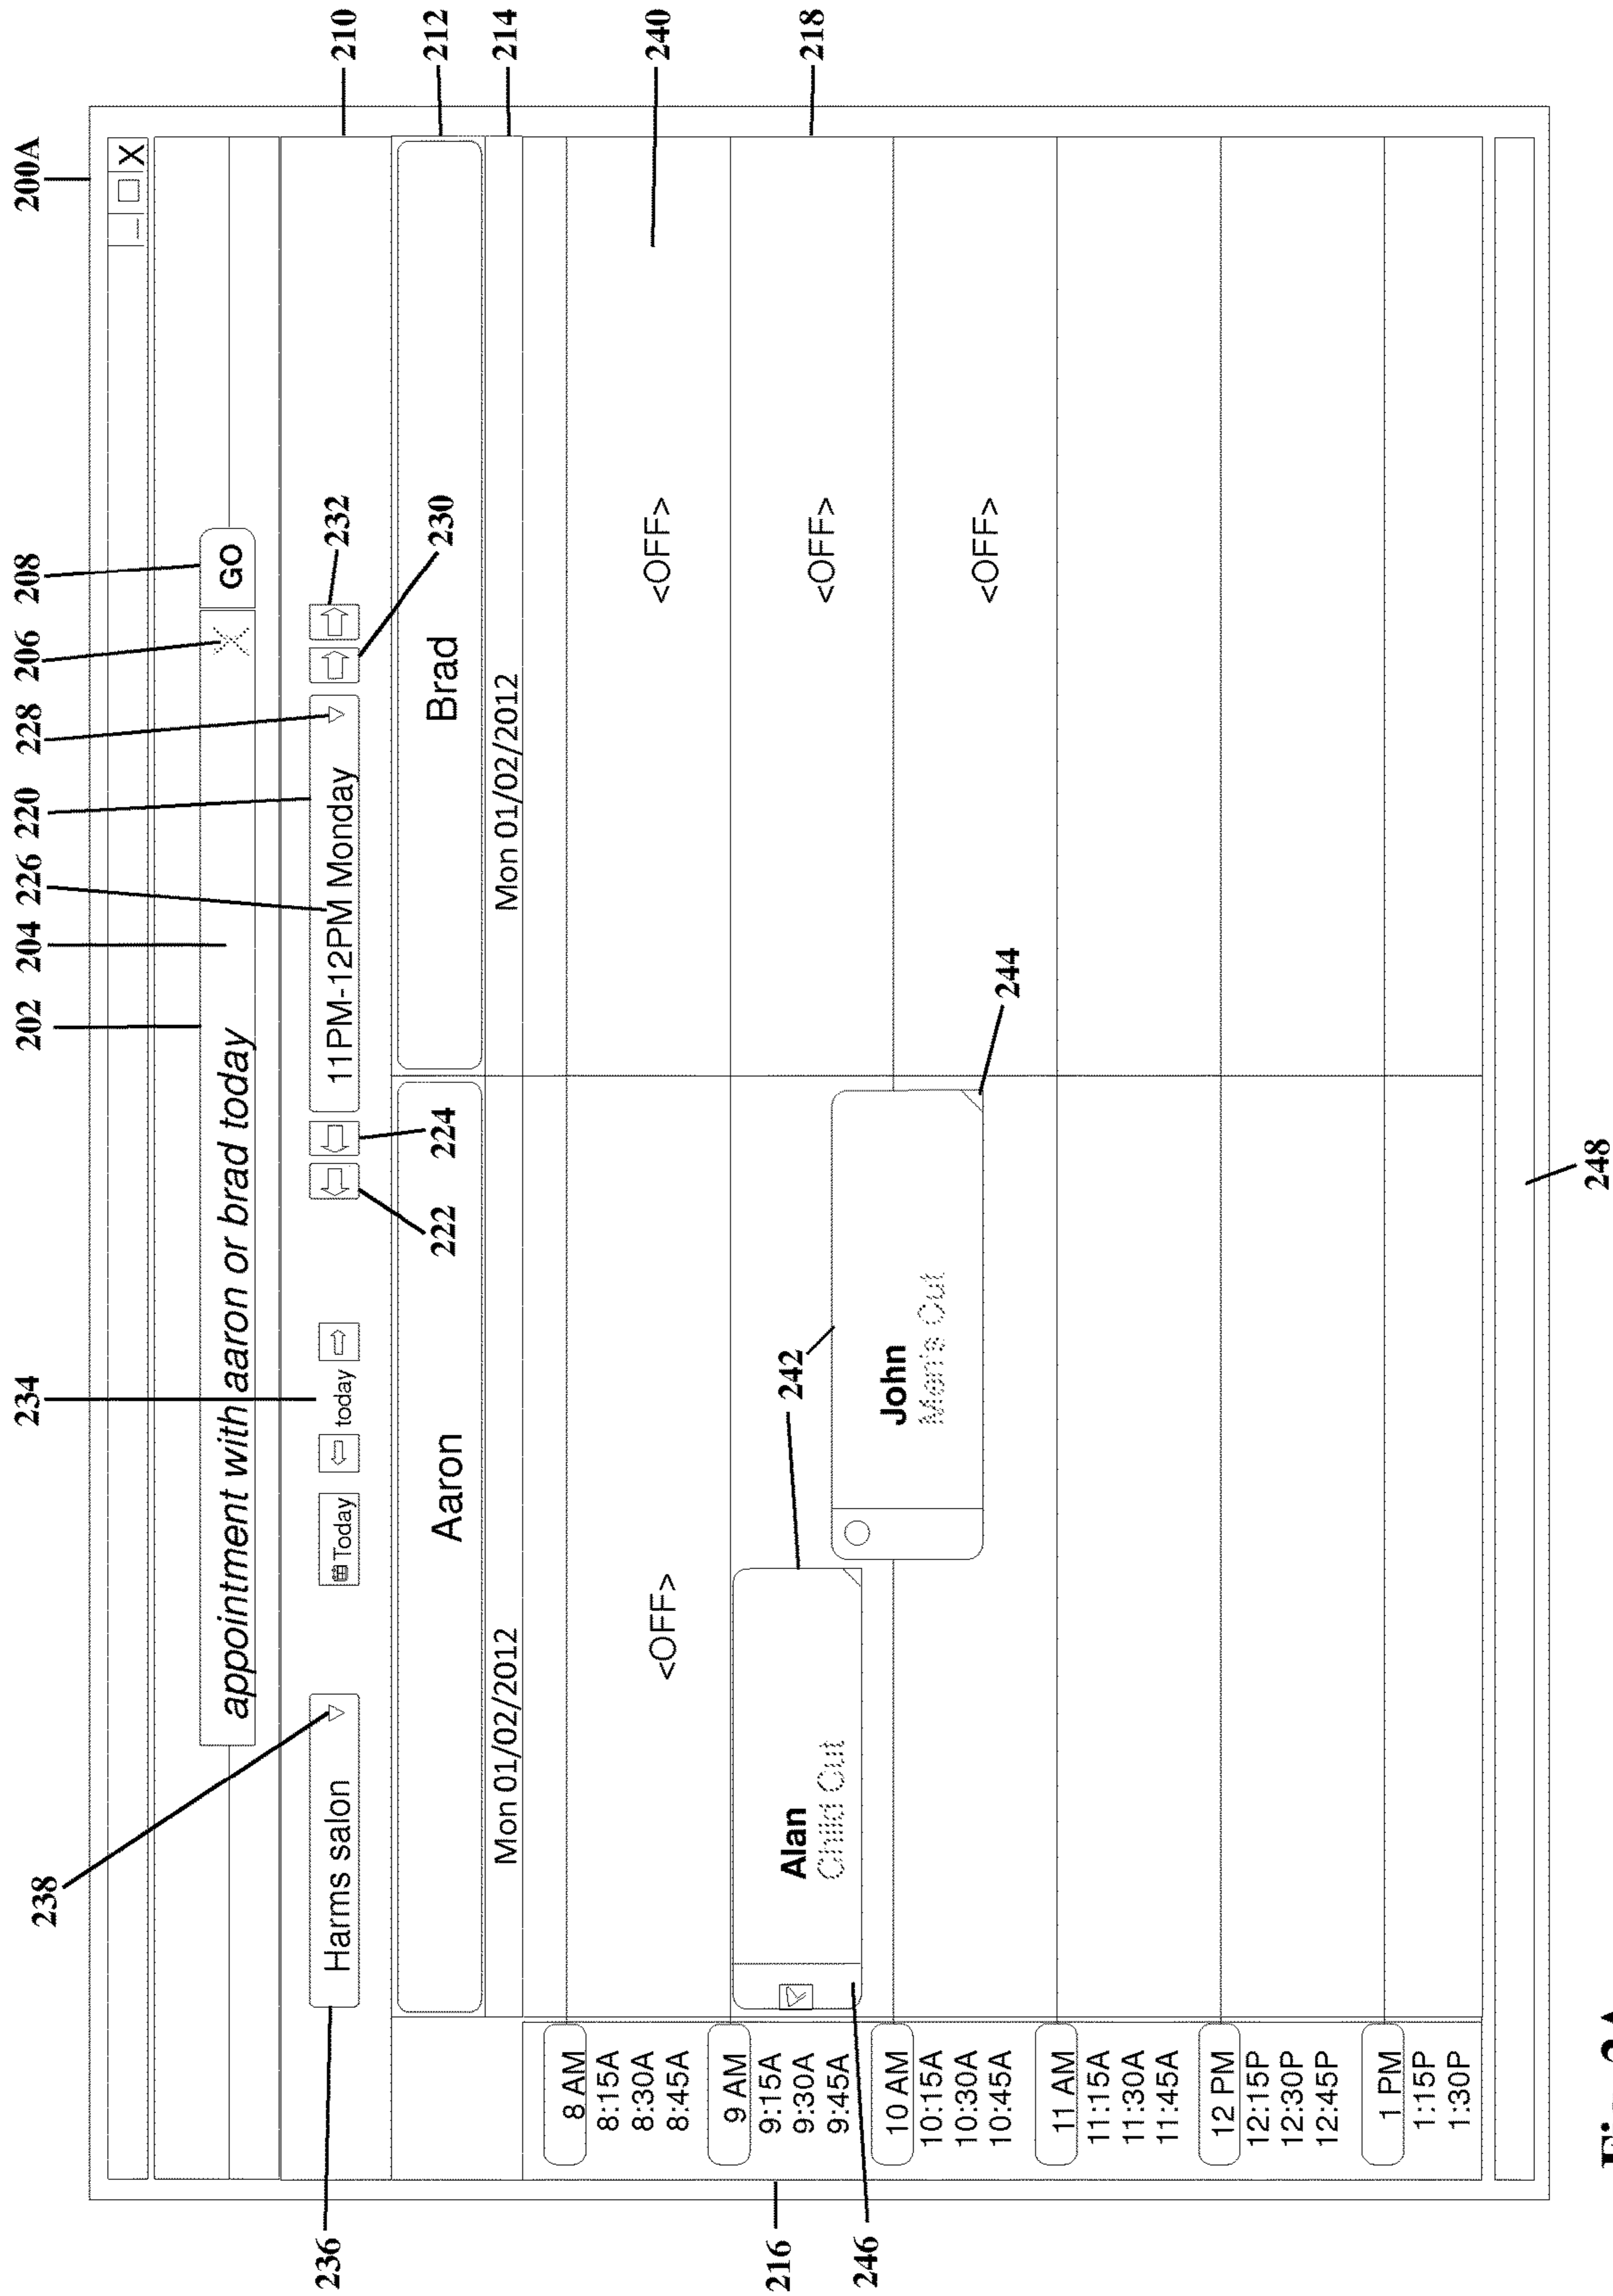 200A
_ □ X
202 204 226 220 228 206 208
appointment with aaron or brad today X GO
238 234
236 Harms salon Today today 11PM-12PM Monday 232 210
222 224 230
Aaron Brad 212
Mon 01/02/2012 Mon 01/02/2012 214
8 AM
8:15A
8:30A <OFF> <OFF> 240
8:45A
9 AM
216 9:15A Alan 242 <OFF> 218
9:30A Child Cut
9:45A
246
10 AM John
10:15A Men's Cut
10:30A <OFF>
10:45A 244
11 AM
11:15A
11:30A
11:45A
12 PM
12:15P
12:30P
12:45P
1 PM
1:15P
1:30P
248